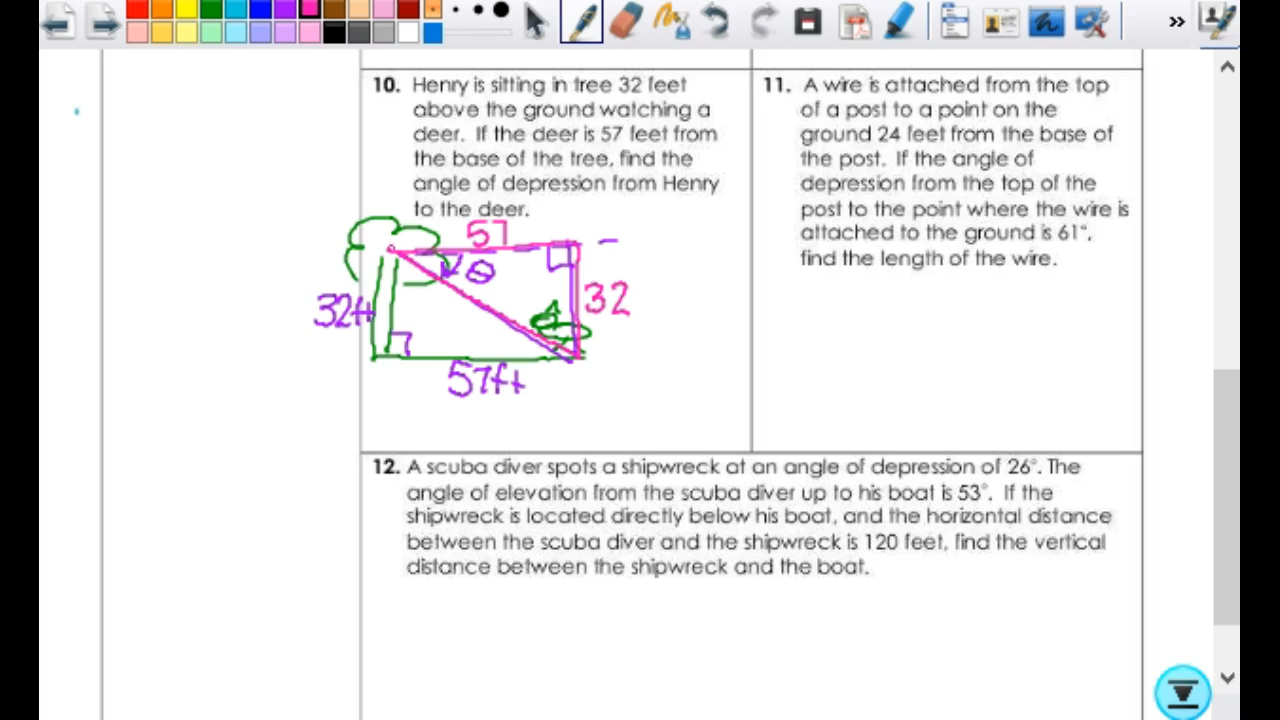 »
10. Henry is sitting in tree 32 feet
above the ground watching a
deer. If the deer is 57 feet from
the base of the tree, find the
angle of depression from Henry
to the deer.
57
θ
32ft
32
57ft
11. A wire is attached from the top
of a post to a point on the
ground 24 feet from the base of
the post. If the angle of
depression from the top of the
post to the point where the wire is
attached to the ground is 61°,
find the length of the wire.
12. A scuba diver spots a shipwreck at an angle of depression of 26°. The
angle of elevation from the scuba diver up to his boat is 53°. If the
shipwreck is located directly below his boat, and the horizontal distance
between the scuba diver and the shipwreck is 120 feet, find the vertical
distance between the shipwreck and the boat.